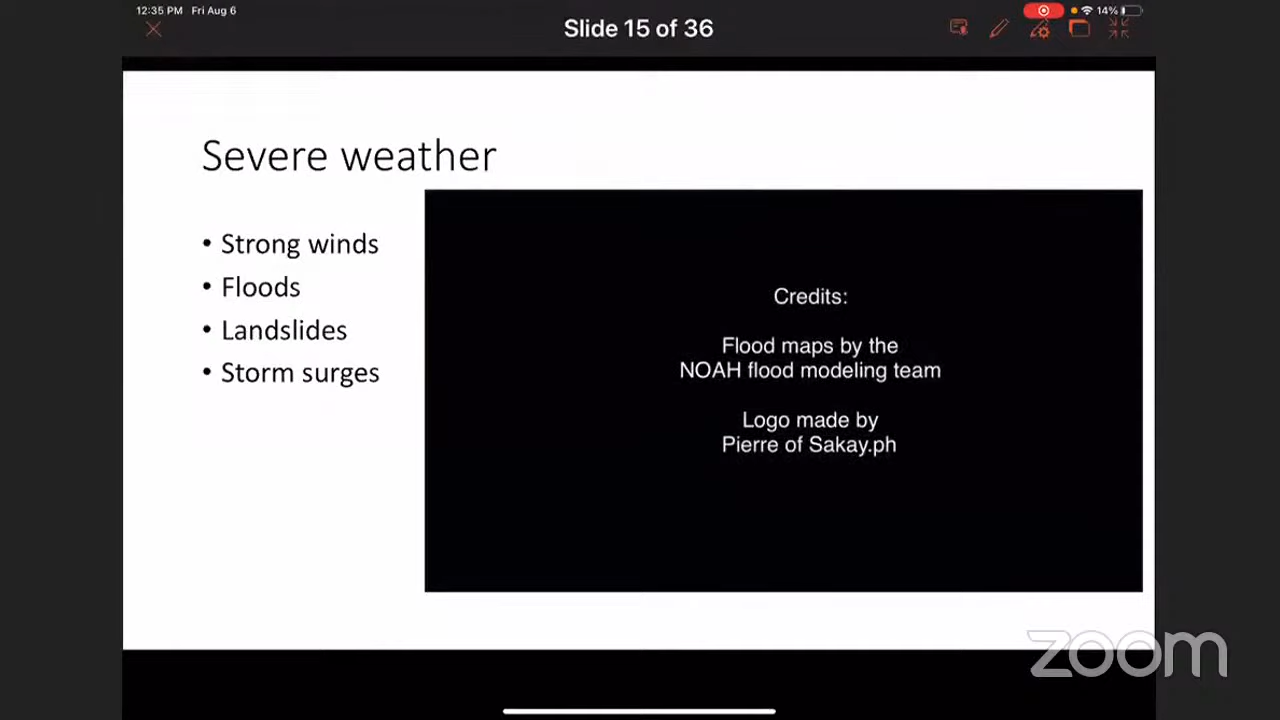 12:35 PM Fri Aug 6
14%
Slide 15 of 36
Severe weather
• Strong winds
• Floods
• Landslides
• Storm surges
Credits:
Flood maps by the
NOAH flood modeling team
Logo made by
Pierre of Sakay.ph
zoom